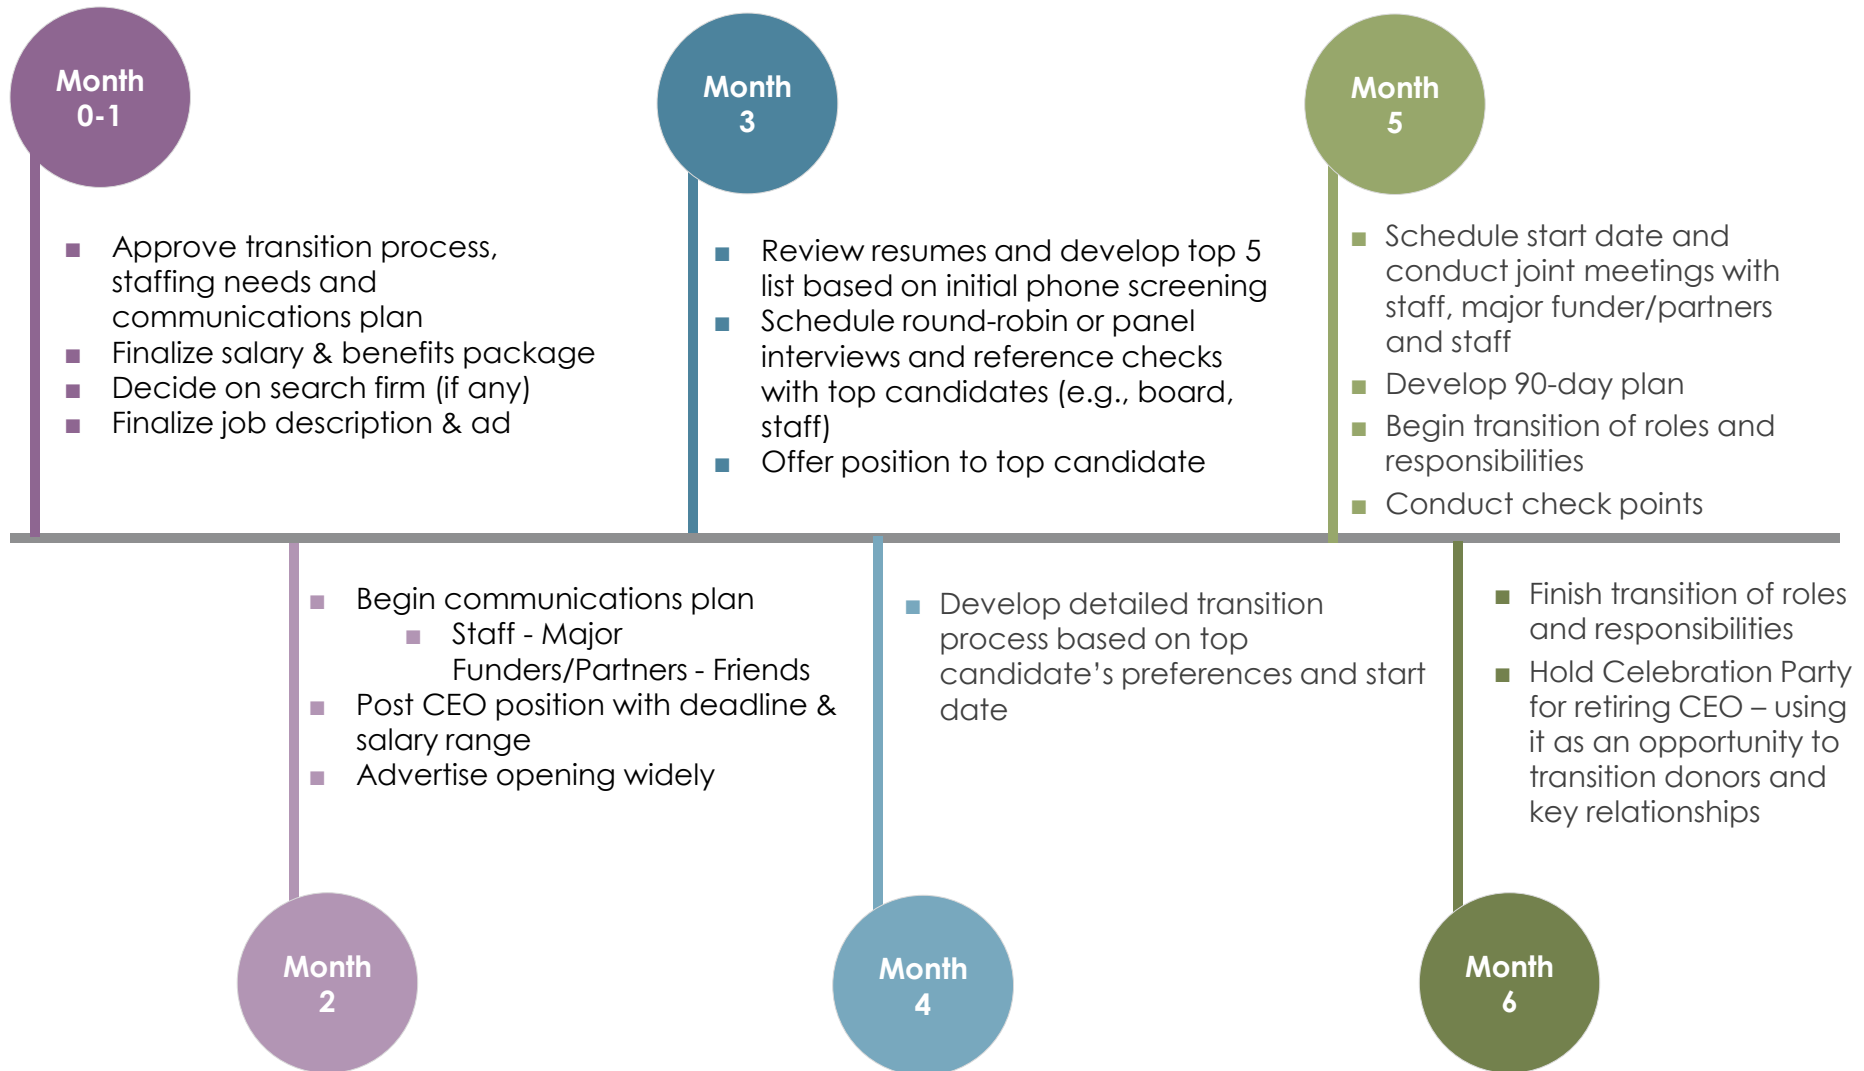 Month
0-1
■ Approve transition process,
staffing needs and
communications plan
■ Finalize salary & benefits package
■ Decide on search firm (if any)
■ Finalize job description & ad
Month
2
■ Begin communications plan
■ Staff - Major
Funders/Partners - Friends
■ Post CEO position with deadline &
salary range
■ Advertise opening widely
Month
3
■ Review resumes and develop top 5
list based on initial phone screening
■ Schedule round-robin or panel
interviews and reference checks
with top candidates (e.g., board,
staff)
■ Offer position to top candidate
Month
4
■ Develop detailed transition
process based on top
candidate’s preferences and start
date
Month
5
■ Schedule start date and
conduct joint meetings with
staff, major funder/partners
and staff
■ Develop 90-day plan
■ Begin transition of roles and
responsibilities
■ Conduct check points
Month
6
■ Finish transition of roles
and responsibilities
■ Hold Celebration Party
for retiring CEO – using
it as an opportunity to
transition donors and
key relationships